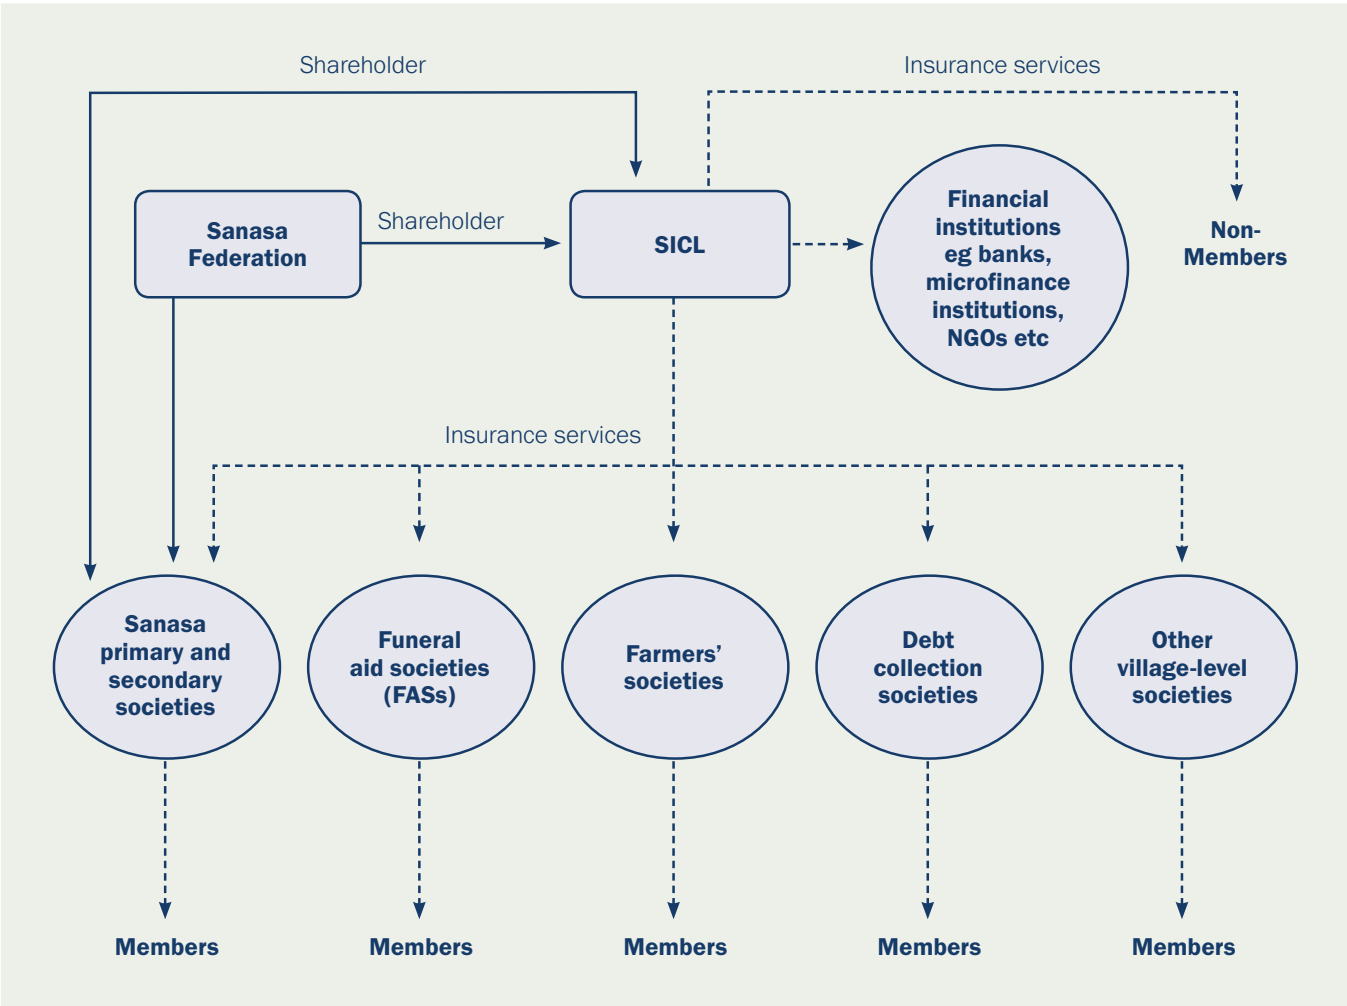 Shareholder
Insurance services
Sanasa
Federation
Shareholder
SICL
Financial
institutions
eg banks,
microfinance
institutions,
NGOs etc
Non-
Members
Insurance services
Sanasa
primary and
secondary
societies
Funeral
aid societies
(FASs)
Farmers’
societies
Debt
collection
societies
Other
village-level
societies
Members
Members
Members
Members
Members